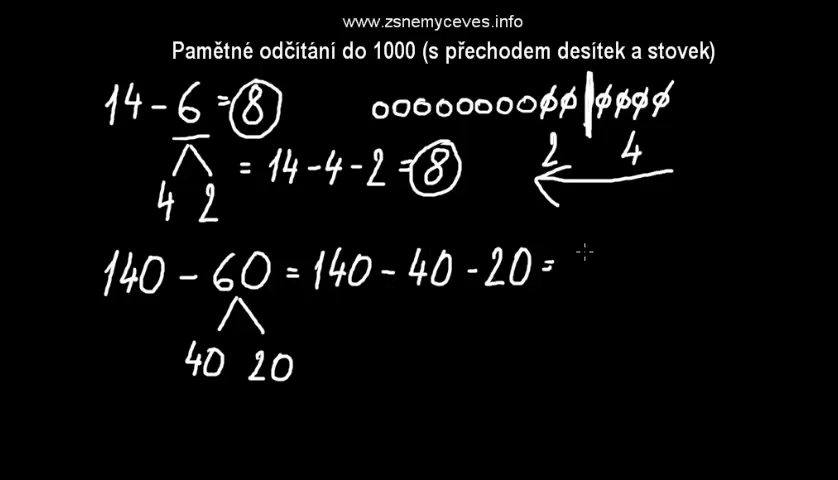 www.zsnemyceves.info
Pamětné odčítání do 1000 (s přechodem desítek a stovek)
14 - 6 = 8
4 2 = 14 - 4 - 2 = 8
2 4
140 - 60 = 140 - 40 - 20 =
40 20